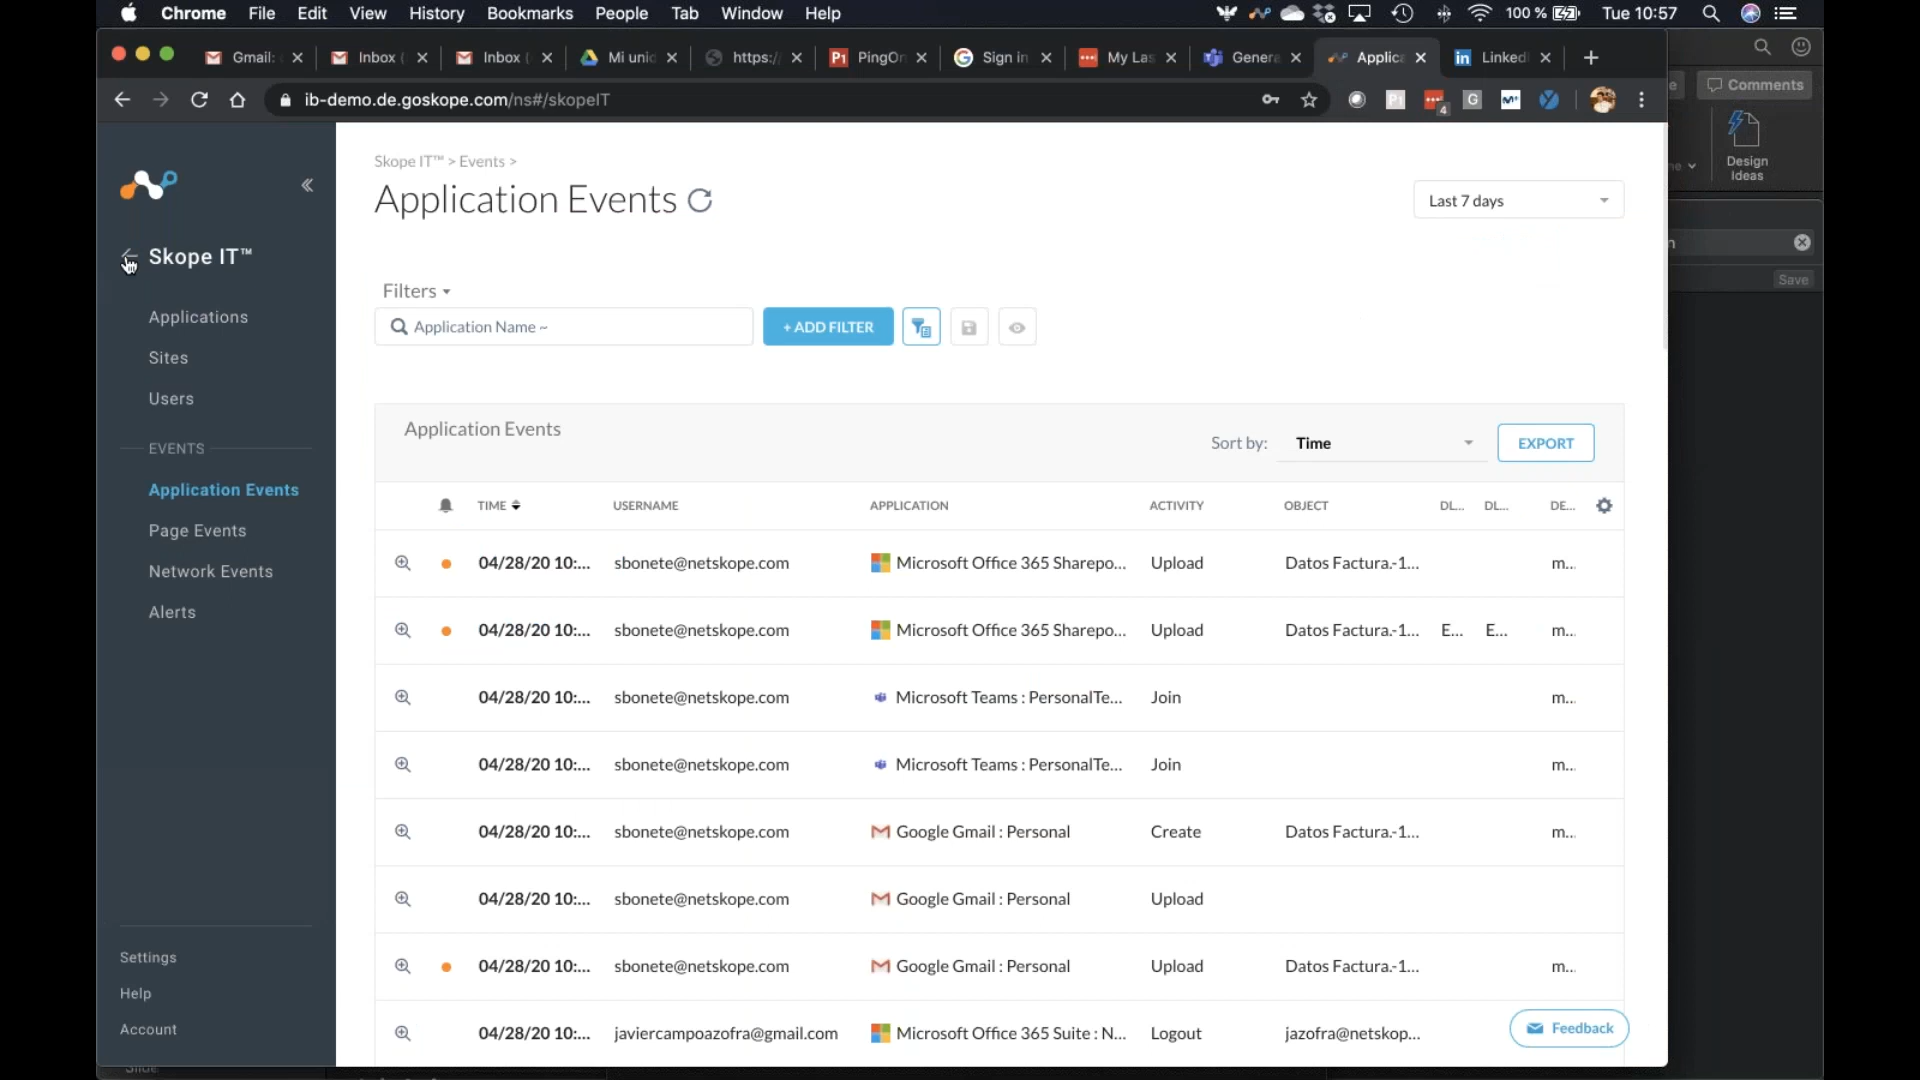 Chrome File Edit View History Bookmarks People Tab Window Help 100 % Tue 10:57
Gmail: Inbox ( Inbox ( Mi unic https:/ PingOn Sign in My Las Genera Applica LinkedI
ib-demo.de.goskope.com/ns#/skopeIT
4
Comments
Design
Ideas
Save
Skope IT™
Applications
Sites
Users
EVENTS
Application Events
Page Events
Network Events
Alerts
Settings
Help
Account
Skope IT™ > Events >
Application Events
Last 7 days
Filters
Application Name ~
+ ADD FILTER
Application Events
Sort by: Time EXPORT
TIME USERNAME APPLICATION ACTIVITY OBJECT DL... DL... DE...
04/28/20 10:... sbonete@netskope.com Microsoft Office 365 Sharepo... Upload Datos Factura.-1... m...
04/28/20 10:... sbonete@netskope.com Microsoft Office 365 Sharepo... Upload Datos Factura.-1... E... E... m...
04/28/20 10:... sbonete@netskope.com Microsoft Teams : PersonalTe... Join m...
04/28/20 10:... sbonete@netskope.com Microsoft Teams : PersonalTe... Join m...
04/28/20 10:... sbonete@netskope.com Google Gmail : Personal Create Datos Factura.-1... m...
04/28/20 10:... sbonete@netskope.com Google Gmail : Personal Upload
04/28/20 10:... sbonete@netskope.com Google Gmail : Personal Upload Datos Factura.-1... m...
04/28/20 10:... javiercampoazofra@gmail.com Microsoft Office 365 Suite : N... Logout jazofra@netskop...
Feedback